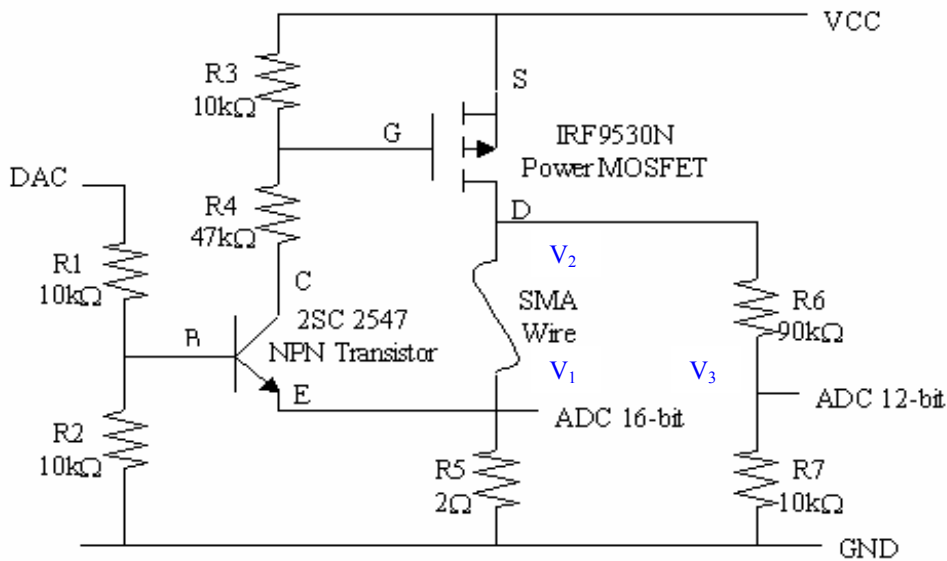 VCC
R3
10kΩ
S
G
IRF9530N
Power MOSFET
DAC
R4
47kΩ
D
V2
R1
10kΩ
C
SMA
Wire
R6
90kΩ
2SC 2547
NPN Transistor
B
V1
V3
E
ADC 16-bit
ADC 12-bit
R2
10kΩ
R5
2Ω
R7
10kΩ
GND